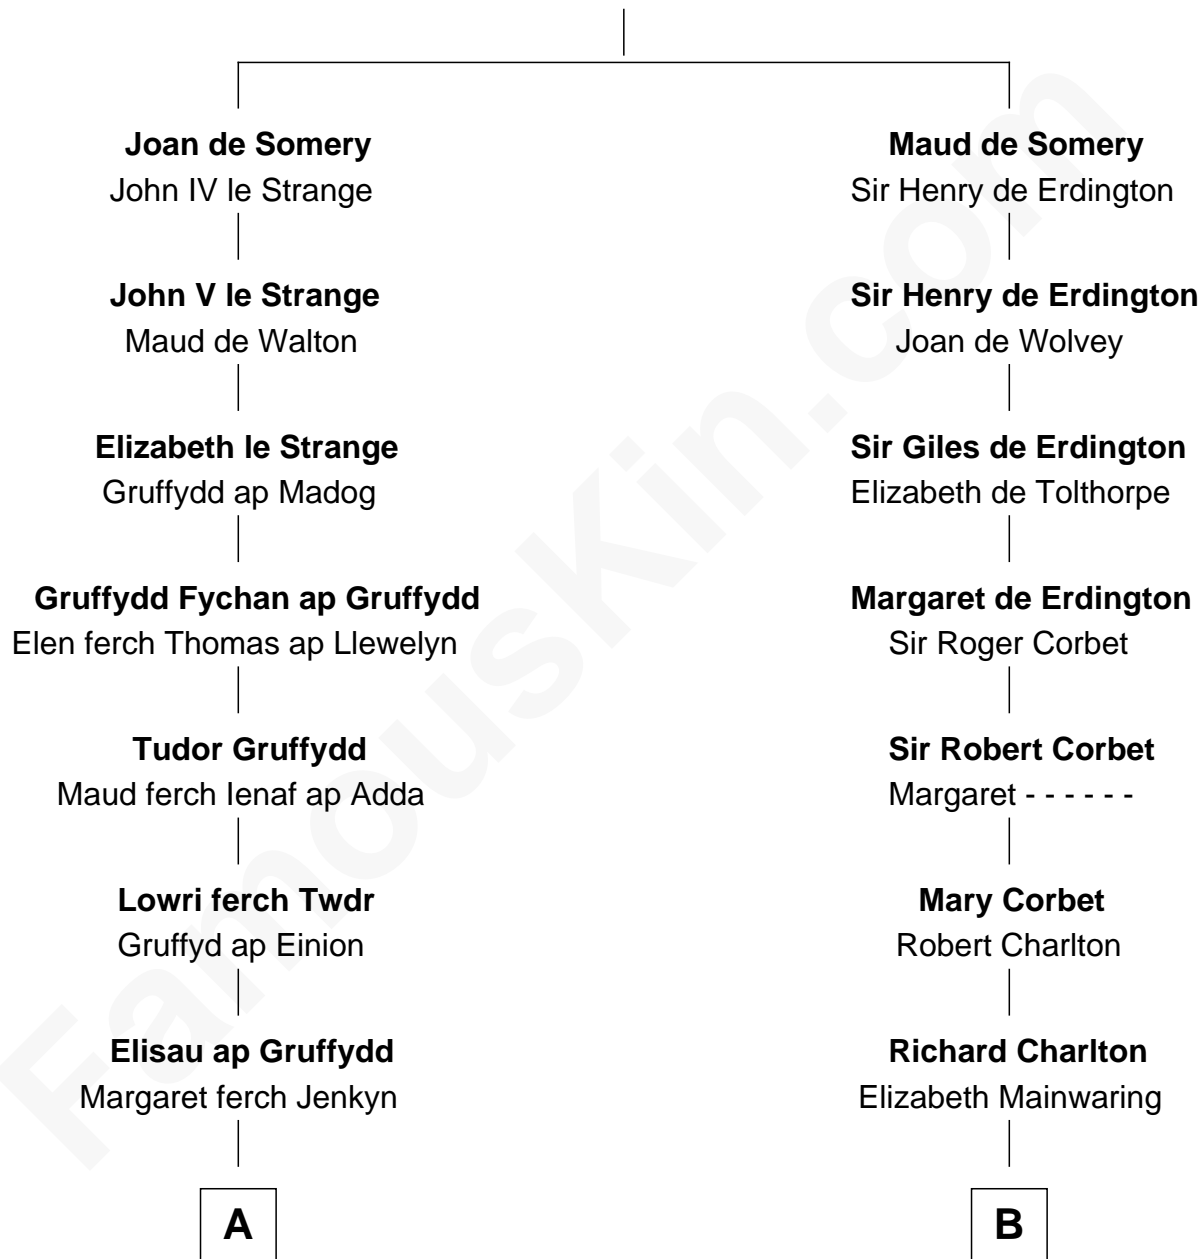 Joan de Somery
John IV le Strange
John V le Strange
Maud de Walton
Elizabeth le Strange
Gruffydd ap Madog
Gruffydd Fychan ap Gruffydd
Elen ferch Thomas ap Llewelyn
Tudor Gruffydd
Maud ferch Ienaf ap Adda
Lowri ferch Twdr
Gruffyd ap Einion
Elisau ap Gruffydd
Margaret ferch Jenkyn
A
Maud de Somery
Sir Henry de Erdington
Sir Henry de Erdington
Joan de Wolvey
Sir Giles de Erdington
Elizabeth de Tolthorpe
Margaret de Erdington
Sir Roger Corbet
Sir Robert Corbet
Margaret - - - - - -
Mary Corbet
Robert Charlton
Richard Charlton
Elizabeth Mainwaring
B
FamousKin.com